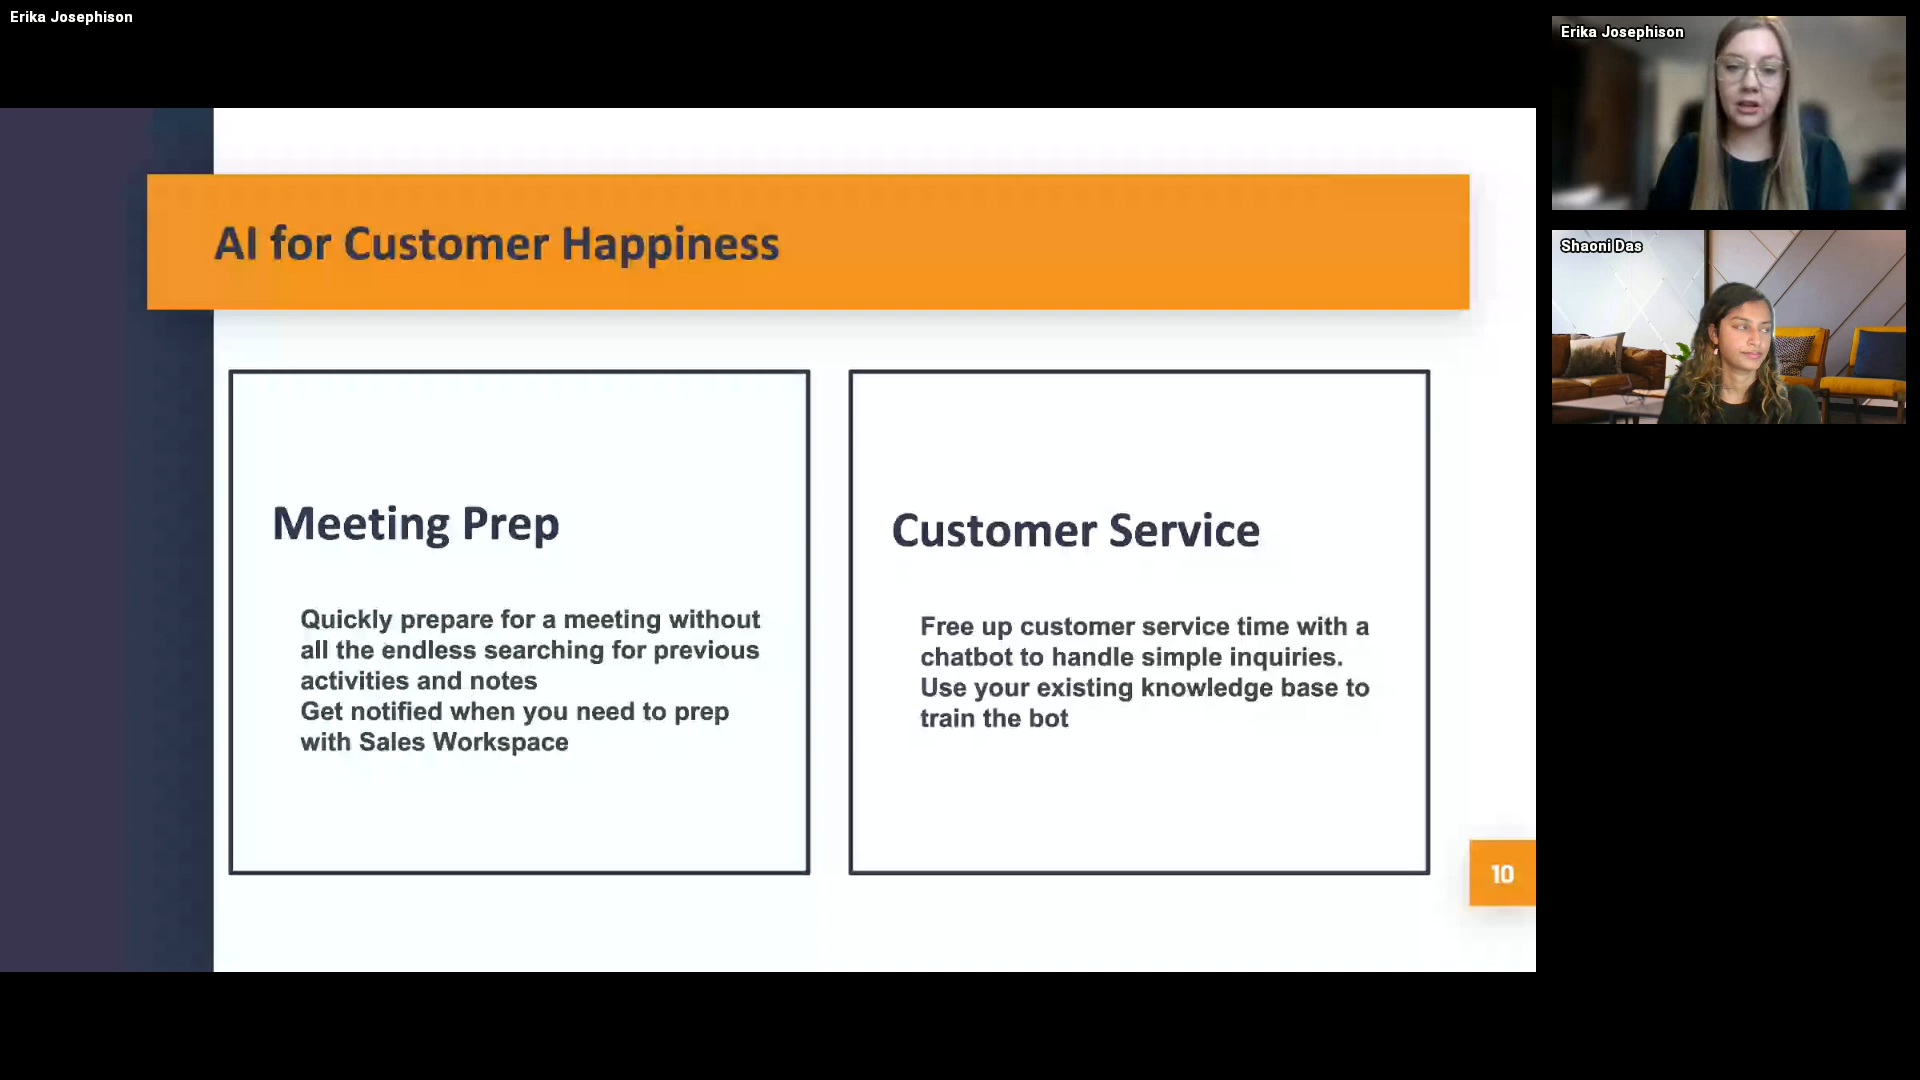 Erika Josephison
Erika Josephison
Shaoni Das
AI for Customer Happiness
Meeting Prep
Quickly prepare for a meeting without
all the endless searching for previous
activities and notes
Get notified when you need to prep
with Sales Workspace
Customer Service
Free up customer service time with a
chatbot to handle simple inquiries.
Use your existing knowledge base to
train the bot
10